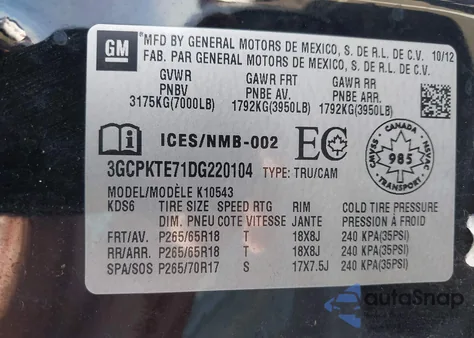 GM
*MFD BY GENERAL MOTORS DE MEXICO, S. DE R.L. DE C.V. 10/12
FAB. PAR GENERAL MOTORS DE MEXICO, S. DE R.L. DE C.V.
GVWR GAWR FRT GAWR RR
PNBV PNBE AV. PNBE ARR.
3175KG(7000LB) 1792KG(3950LB) 1792KG(3950LB)
ICES/NMB-002 EC
CANADA
CMVSS 985 NSVAC
TRANSPORT
3GCPKTE71DG220104 TYPE: TRU/CAM
MODEL/MODÈLE K10543
KDS6 TIRE SIZE SPEED RTG RIM COLD TIRE PRESSURE
DIM. PNEU COTE VITESSE JANTE PRESSION À FROID
FRT/AV. P265/65R18 T 18X8J 240 KPA(35PSI)
RR/ARR. P265/65R18 T 18X8J 240 KPA(35PSI)
SPA/SOS P265/70R17 S 17X7.5J 240 KPA(35PSI)
autoSnap